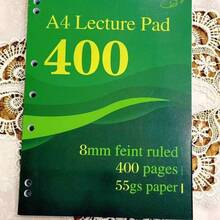 A4 Lecture Pad
400
8mm feint ruled
400 pages
55gs paper